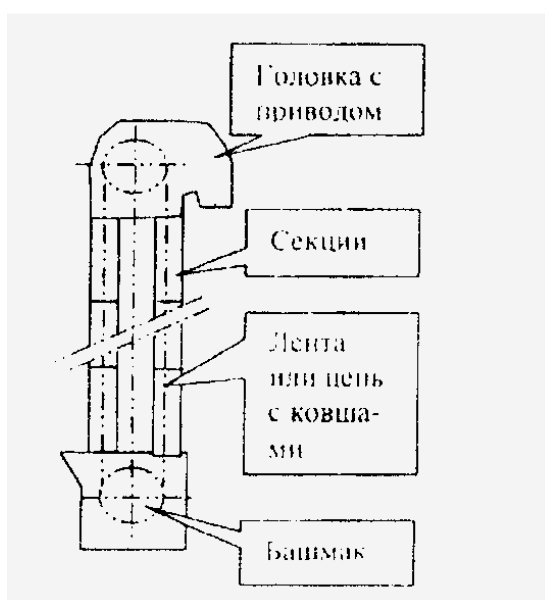 Головка с
приводом
Секции
Лента
или цепь
с ковша-
ми
Башмак